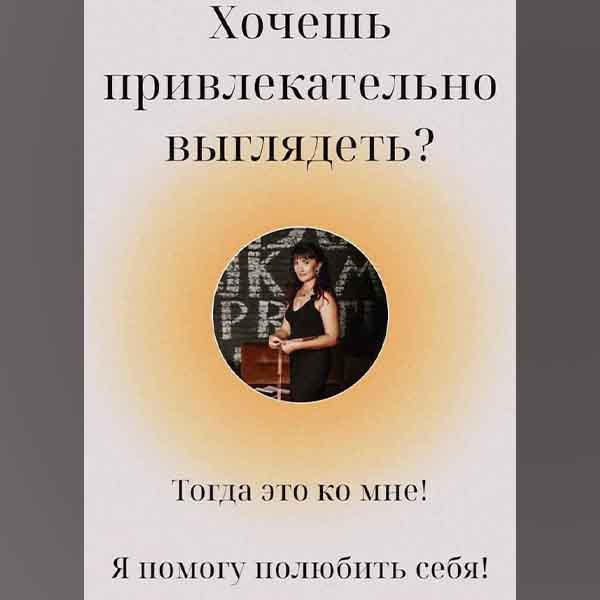 Хочешь
привлекательно
выглядеть?
Тогда это ко мне!
Я помогу полюбить себя!